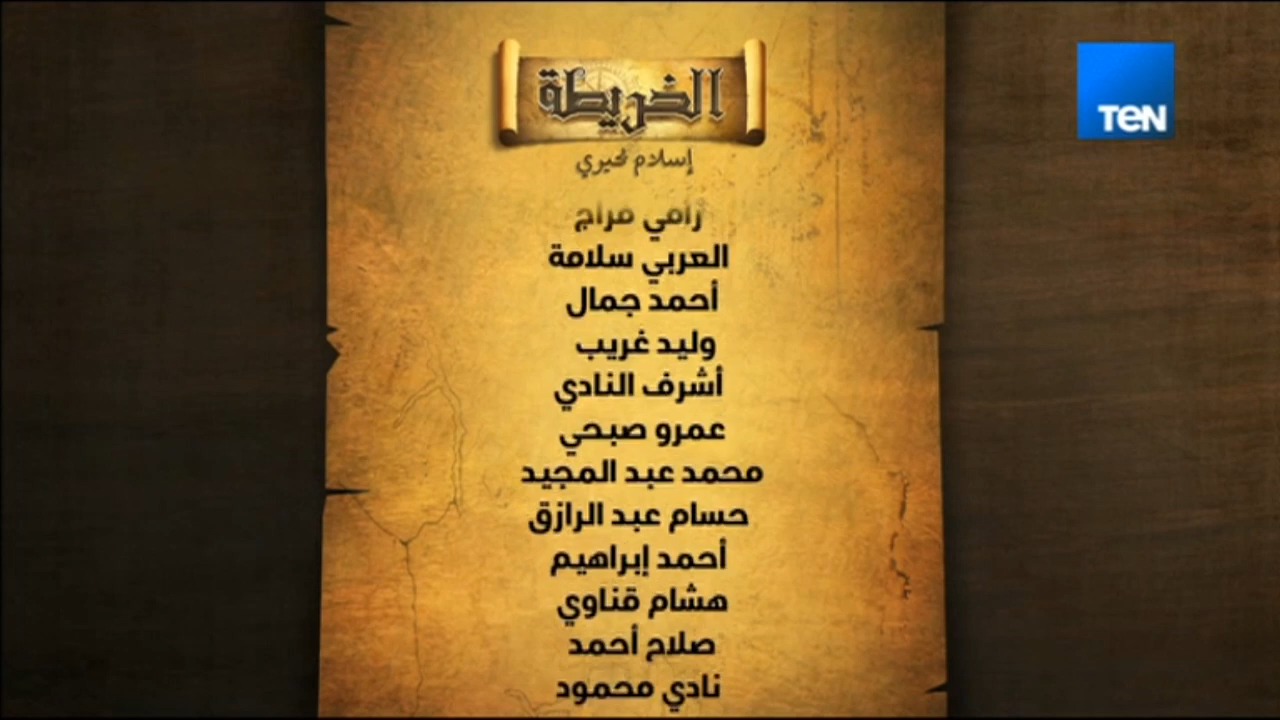 الخريطة
TEN
إسلام بحيري
رامي مراج
العربي سلامة
أحمد جمال
وليد غريب
أشرف النادي
عمرو صبحي
محمد عبد المجيد
حسام عبد الرازق
أحمد إبراهيم
هشام قناوي
صلاح أحمد
نادي محمود